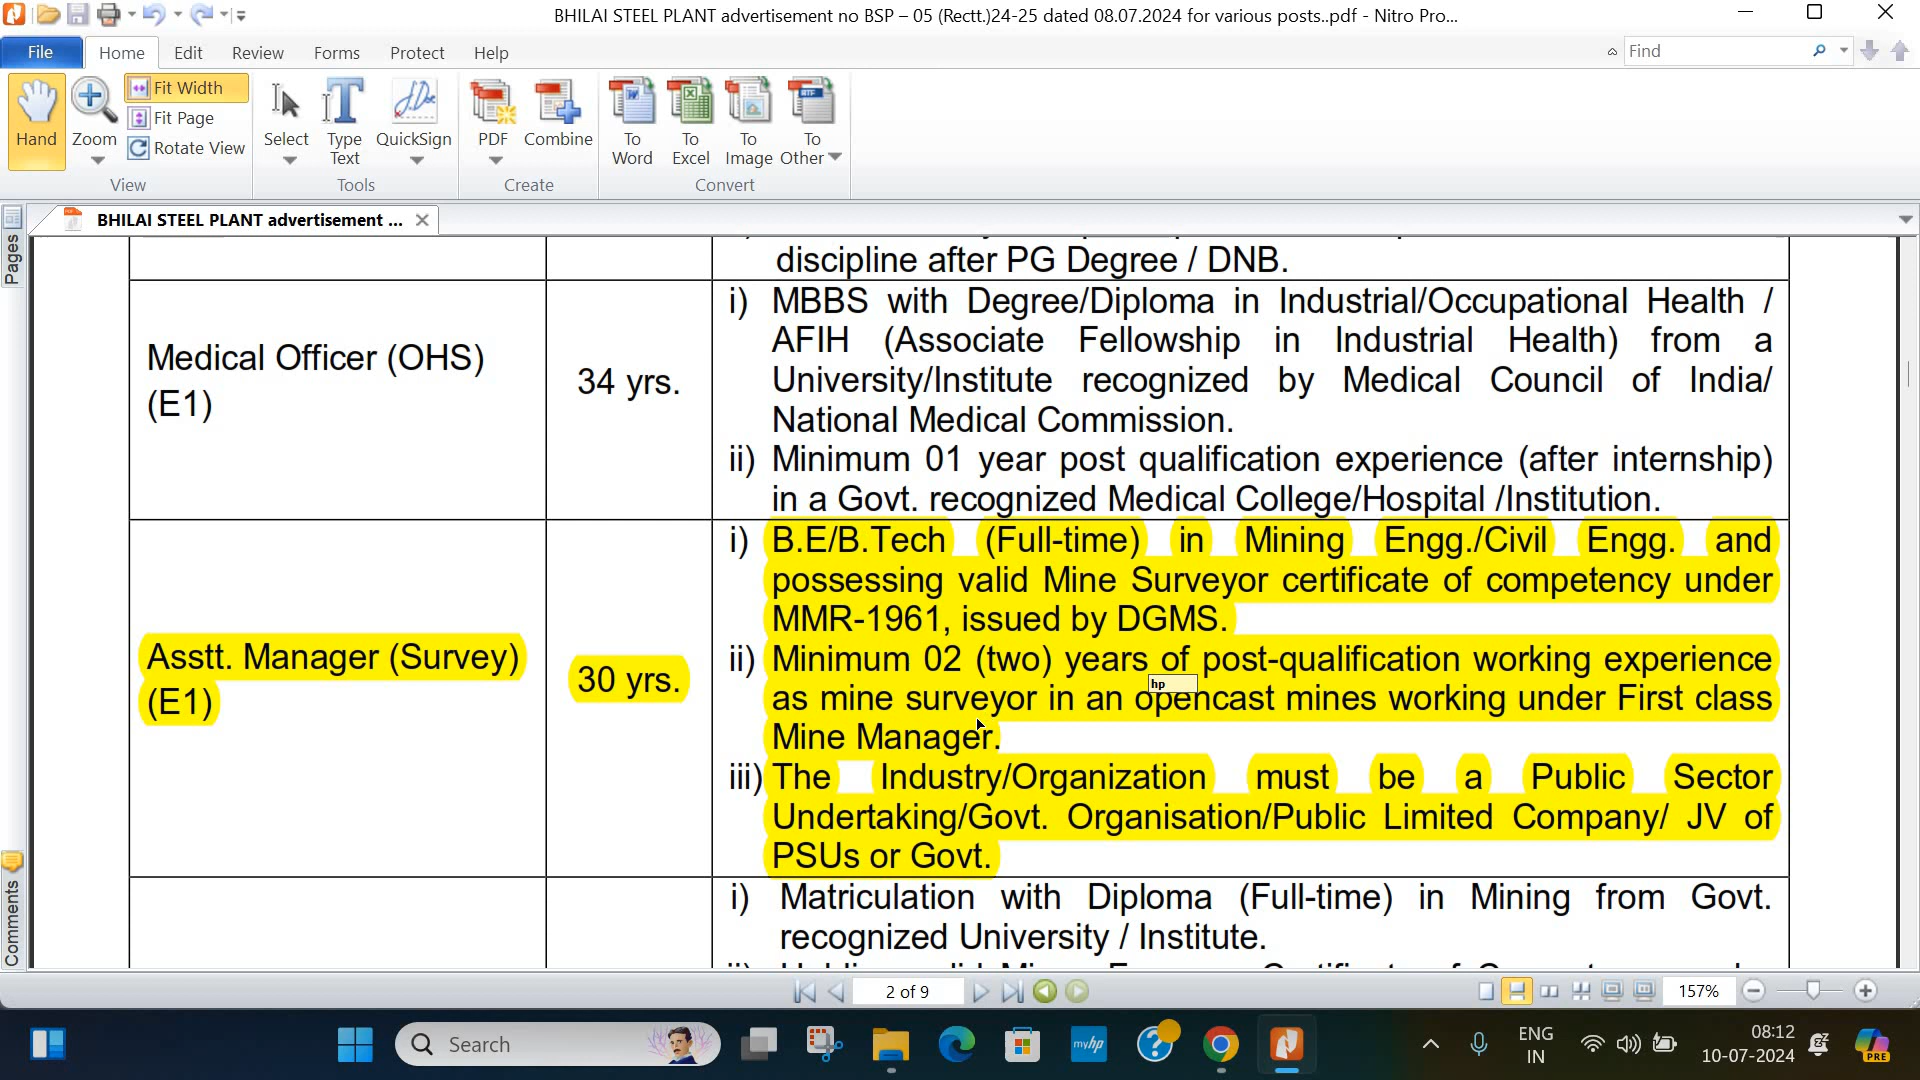 BHILAI STEEL PLANT advertisement no BSP – 05 (Rectt.)24-25 dated 08.07.2024 for various posts..pdf - Nitro Pro...
File Home Edit Review Forms Protect Help
Find
Hand
Zoom
Fit Width
Fit Page
Rotate View
View
Select
Type
Text
QuickSign
Tools
PDF
Combine
Create
To
Word
To
Excel
To
Image
To
Other
Convert
BHILAI STEEL PLANT advertisement ...
Pages
Comments
discipline after PG Degree / DNB.
Medical Officer (OHS)
(E1)
34 yrs.
i) MBBS with Degree/Diploma in Industrial/Occupational Health /
AFIH (Associate Fellowship in Industrial Health) from a
University/Institute recognized by Medical Council of India/
National Medical Commission.
ii) Minimum 01 year post qualification experience (after internship)
in a Govt. recognized Medical College/Hospital /Institution.
Asstt. Manager (Survey)
(E1)
30 yrs.
i) B.E/B.Tech (Full-time) in Mining Engg./Civil Engg. and
possessing valid Mine Surveyor certificate of competency under
MMR-1961, issued by DGMS.
ii) Minimum 02 (two) years of post-qualification working experience
hp
as mine surveyor in an opencast mines working under First class
Mine Manager.
iii) The Industry/Organization must be a Public Sector
Undertaking/Govt. Organisation/Public Limited Company/ JV of
PSUs or Govt.
i) Matriculation with Diploma (Full-time) in Mining from Govt.
recognized University / Institute.
2 of 9
157%
Search
myhp
ENG
IN
08:12
10-07-2024
PRE